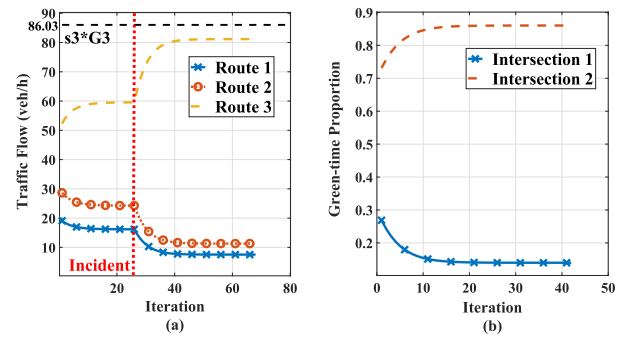 86.03
s3*G3
90
80
70
60
50
40
30
20
10
Traffic Flow (veh/h)
Route 1
Route 2
Route 3
Incident
20
40
60
80
Iteration
(a)
0.9
0.8
0.7
0.6
0.5
0.4
0.3
0.2
Green-time Proportion
Intersection 1
Intersection 2
0
10
20
30
40
50
Iteration
(b)